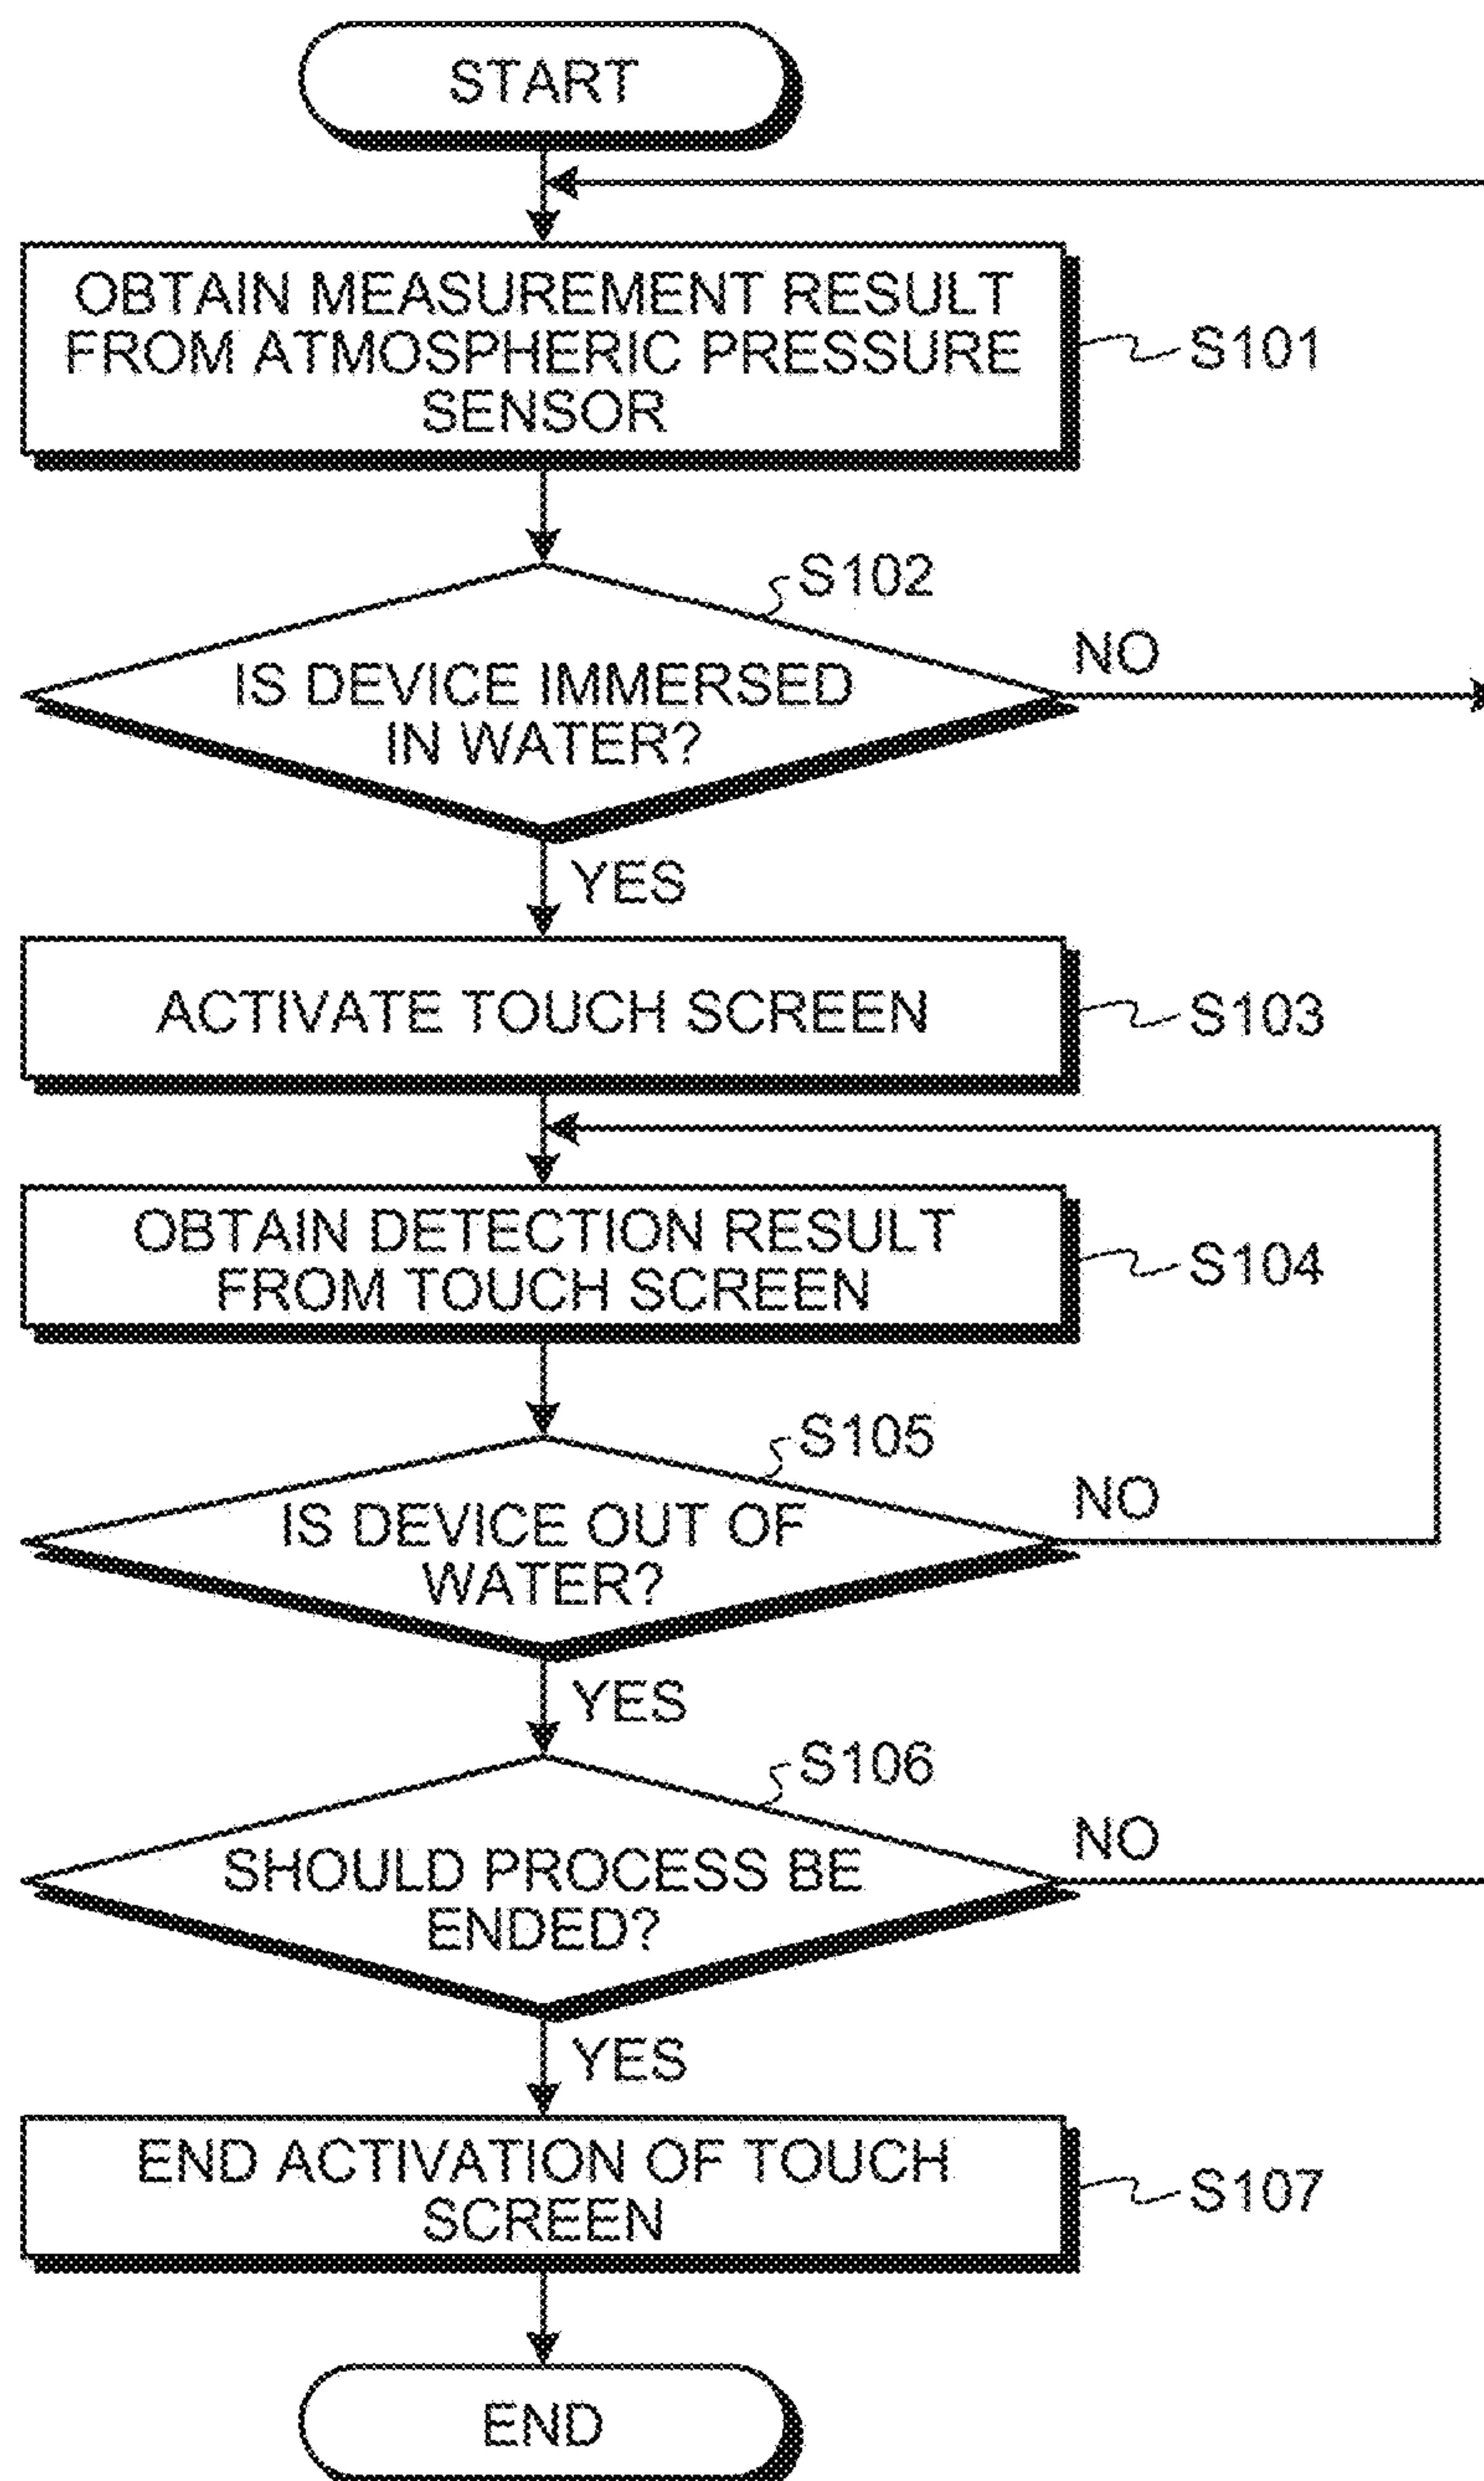 START
OBTAIN MEASUREMENT RESULT
FROM ATMOSPHERIC PRESSURE
SENSOR
S101
S102
IS DEVICE IMMERSED
IN WATER?
NO
YES
ACTIVATE TOUCH SCREEN
S103
OBTAIN DETECTION RESULT
FROM TOUCH SCREEN
S104
S105
IS DEVICE OUT OF
WATER?
NO
YES
S106
SHOULD PROCESS BE
ENDED?
NO
YES
END ACTIVATION OF TOUCH
SCREEN
S107
END